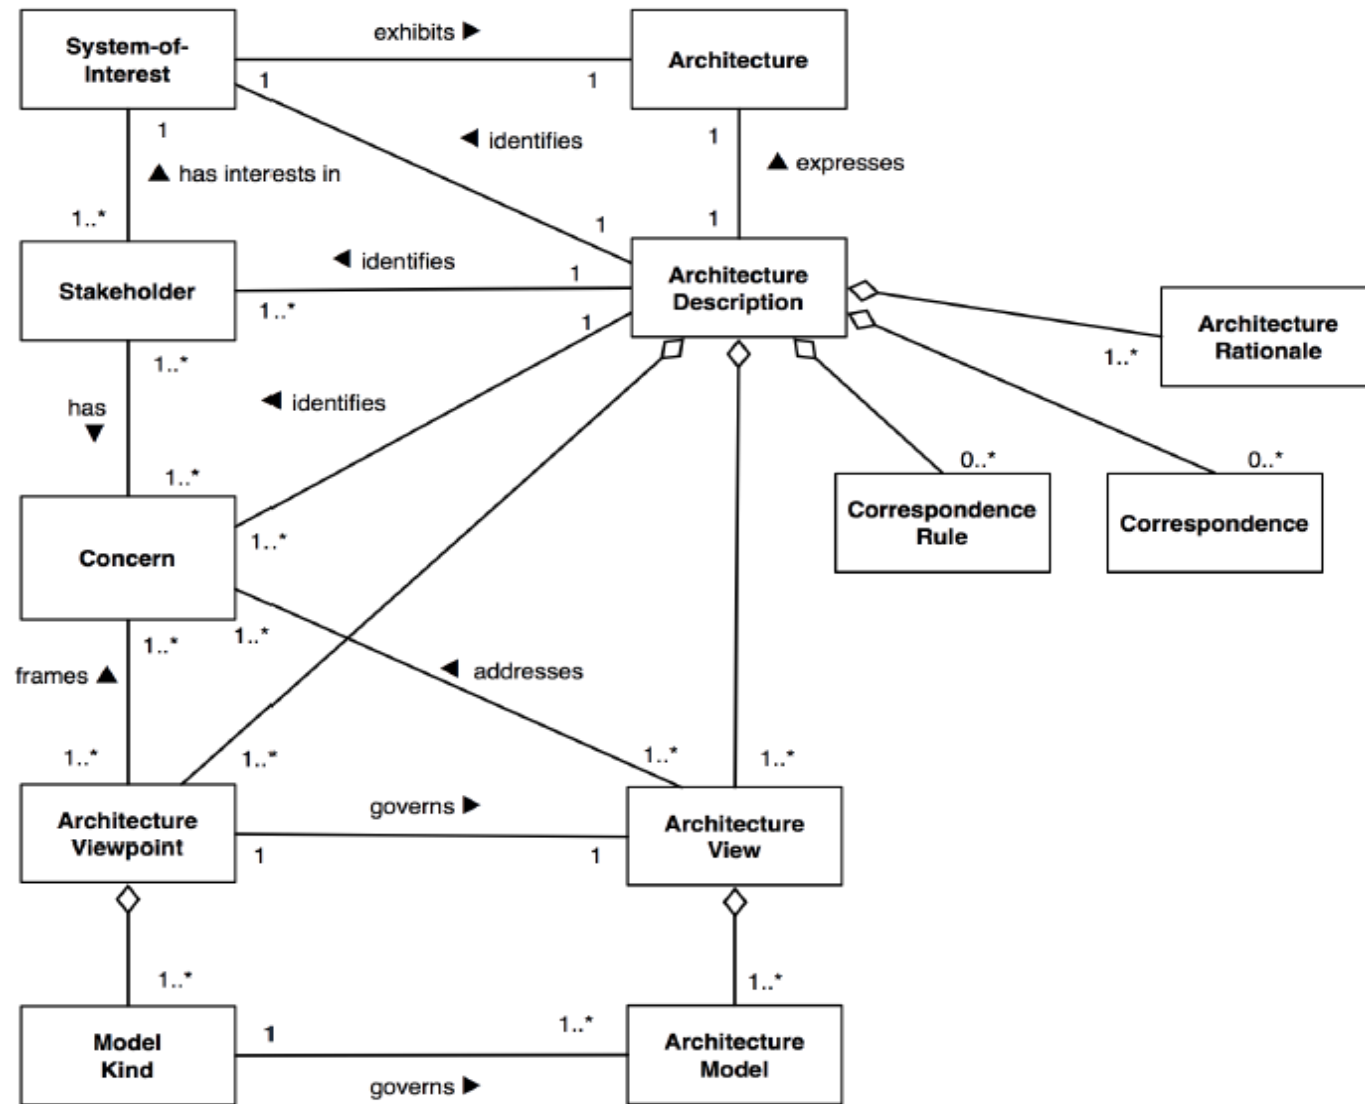 System-of-
Interest
exhibits ▶
Architecture
1
1
1
◀ identifies
1
▲ has interests in
▲ expresses
1..*
1
1
Stakeholder
◀ identifies
1
1..*
Architecture
Description
1
Architecture
Rationale
1..*
1..*
has
▼
◀ identifies
1..*
0..*
0..*
Concern
1..*
Correspondence
Rule
Correspondence
1..*
1..*
frames ▲
◀ addresses
1..*
1..*
1..*
1..*
Architecture
Viewpoint
governs ▶
1
1
Architecture
View
1..*
1..*
Model
Kind
1
1..*
governs ▶
Architecture
Model